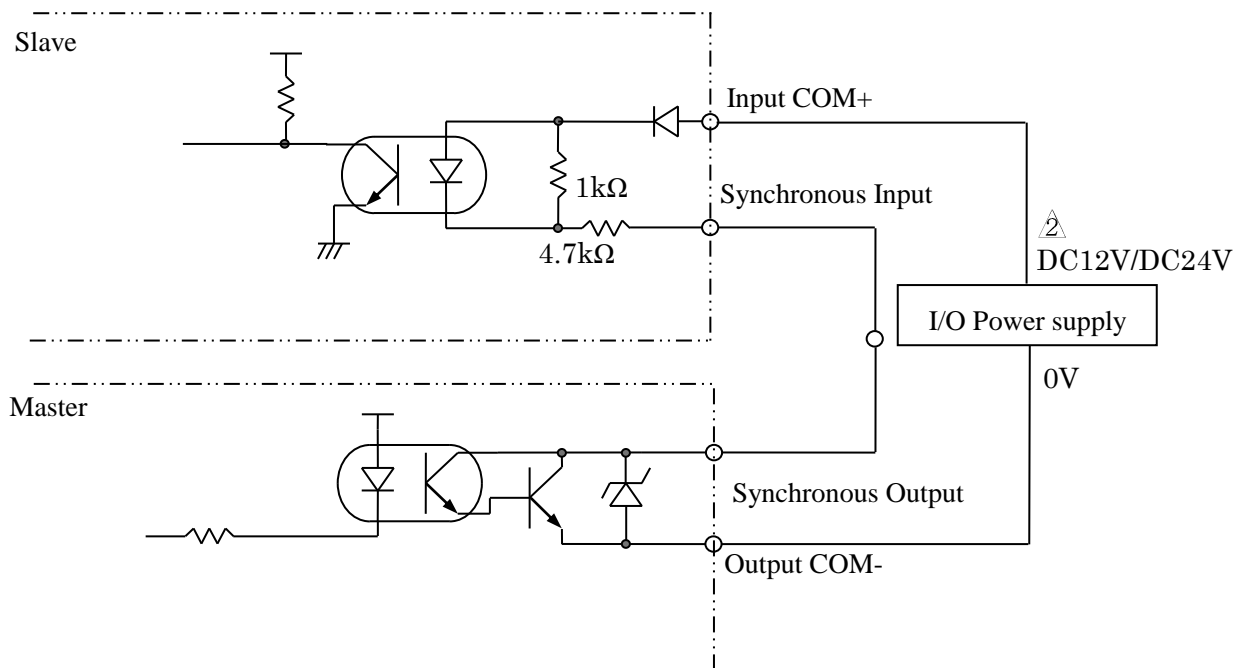 Slave
Input COM+
1kΩ
Synchronous Input
4.7kΩ
2
DC12V/DC24V
I/O Power supply
0V
Master
Synchronous Output
Output COM-